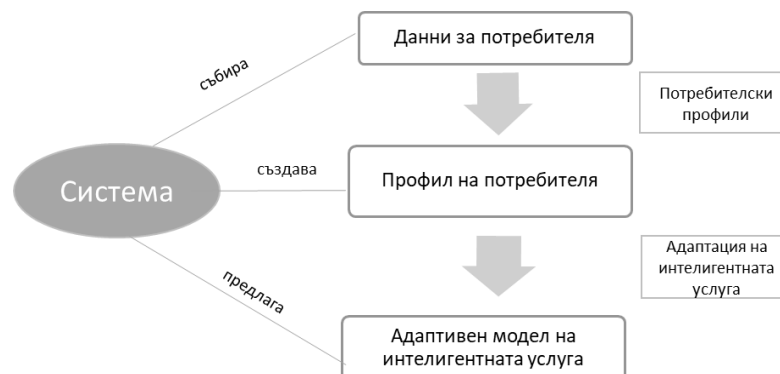 Данни за потребителя
събира
Потребителски
профили
Система
създава
Профил на потребителя
Адаптация на
интелигентната
услуга
предлага
Адаптивен модел на
интелигентната услуга